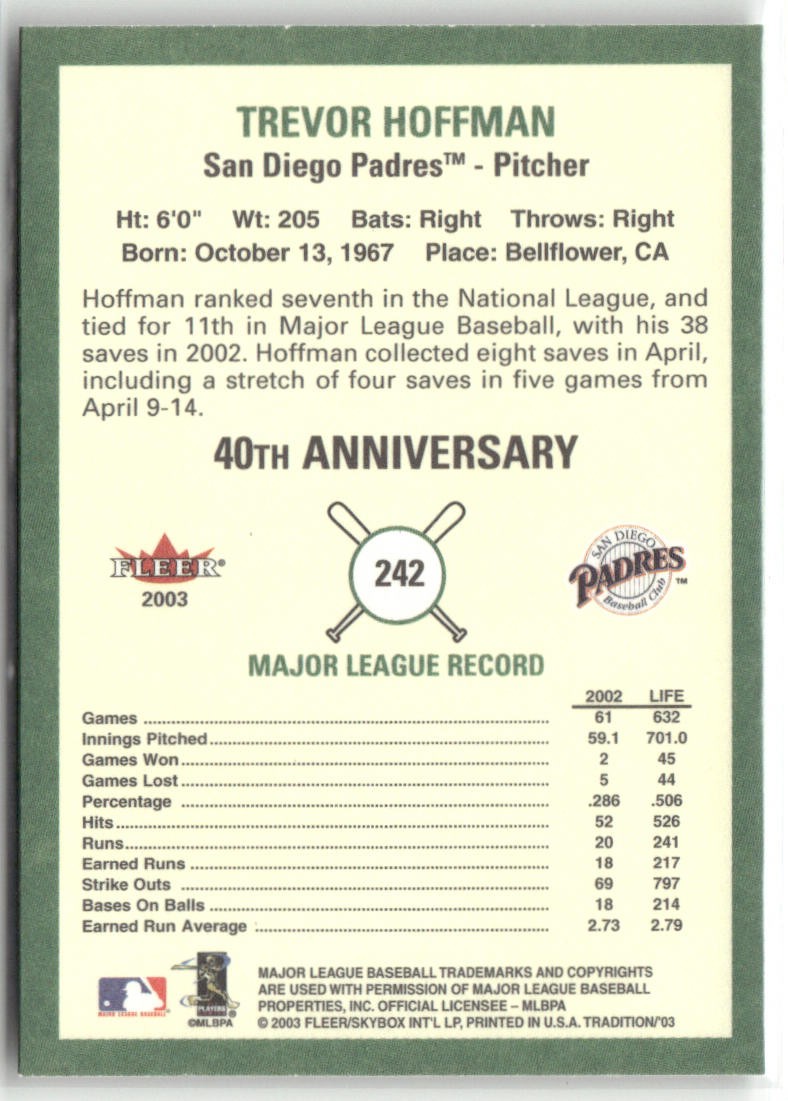 TREVOR HOFFMAN
San Diego Padres™ - Pitcher
Ht: 6'0" Wt: 205 Bats: Right Throws: Right
Born: October 13, 1967 Place: Bellflower, CA
Hoffman ranked seventh in the National League, and
tied for 11th in Major League Baseball, with his 38
saves in 2002. Hoffman collected eight saves in April,
including a stretch of four saves in five games from
April 9-14.
40TH ANNIVERSARY
FLEER®
2003
242
SAN DIEGO
PADRES™
Baseball Club
MAJOR LEAGUE RECORD
2002 LIFE
Games 61 632
Innings Pitched 59.1 701.0
Games Won 2 45
Games Lost 5 44
Percentage .286 .506
Hits 52 526
Runs 20 241
Earned Runs 18 217
Strike Outs 69 797
Bases On Balls 18 214
Earned Run Average 2.73 2.79
MAJOR LEAGUE BASEBALL
PLAYERS
©MLBPA
MAJOR LEAGUE BASEBALL TRADEMARKS AND COPYRIGHTS
ARE USED WITH PERMISSION OF MAJOR LEAGUE BASEBALL
PROPERTIES, INC. OFFICIAL LICENSEE – MLBPA
© 2003 FLEER/SKYBOX INT'L LP, PRINTED IN U.S.A. TRADITION/'03